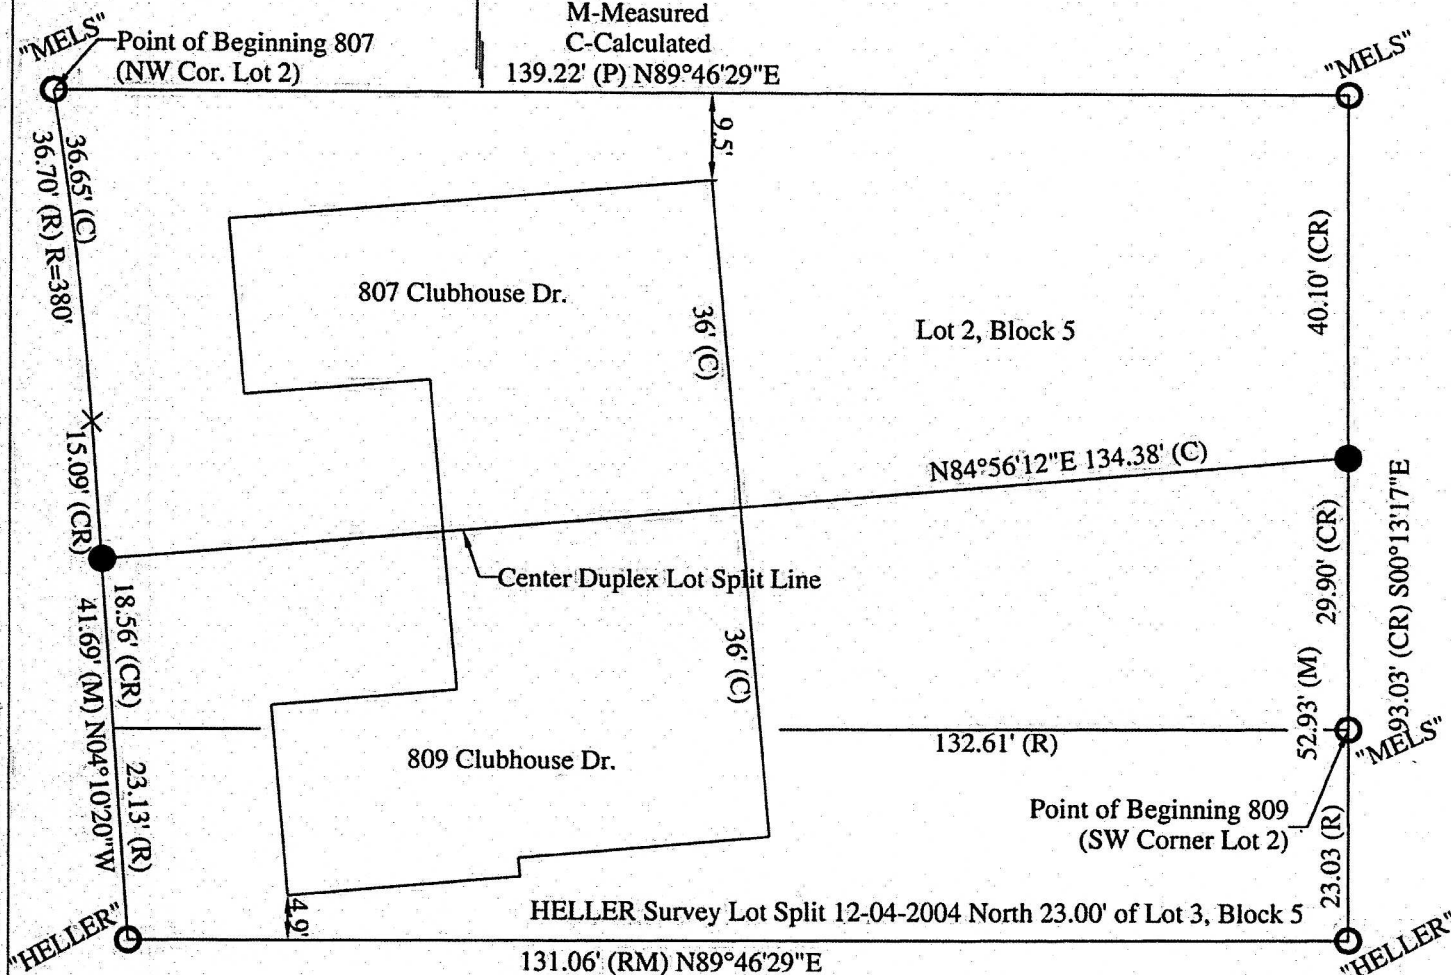 M-Measured
C-Calculated
139.22' (P) N89°46'29"E
"MELS"
Point of Beginning 807
(NW Cor. Lot 2)
"MELS"
9.5'
36.65' (C)
36.70' (R) R=380'
807 Clubhouse Dr.
36' (C)
Lot 2, Block 5
40.10' (CR)
15.09' (CR)
N84°56'12"E 134.38' (C)
Center Duplex Lot Split Line
29.90' (CR)
93.03' (CR) S00°13'17"E
18.56' (CR)
41.69' (M) N04°10'20"W
36' (C)
52.93' (M)
132.61' (R)
"MELS"
23.13' (R)
809 Clubhouse Dr.
Point of Beginning 809
(SW Corner Lot 2)
23.03 (R)
4.9'
HELLER Survey Lot Split 12-04-2004 North 23.00' of Lot 3, Block 5
"HELLER"
131.06' (RM) N89°46'29"E
"HELLER"